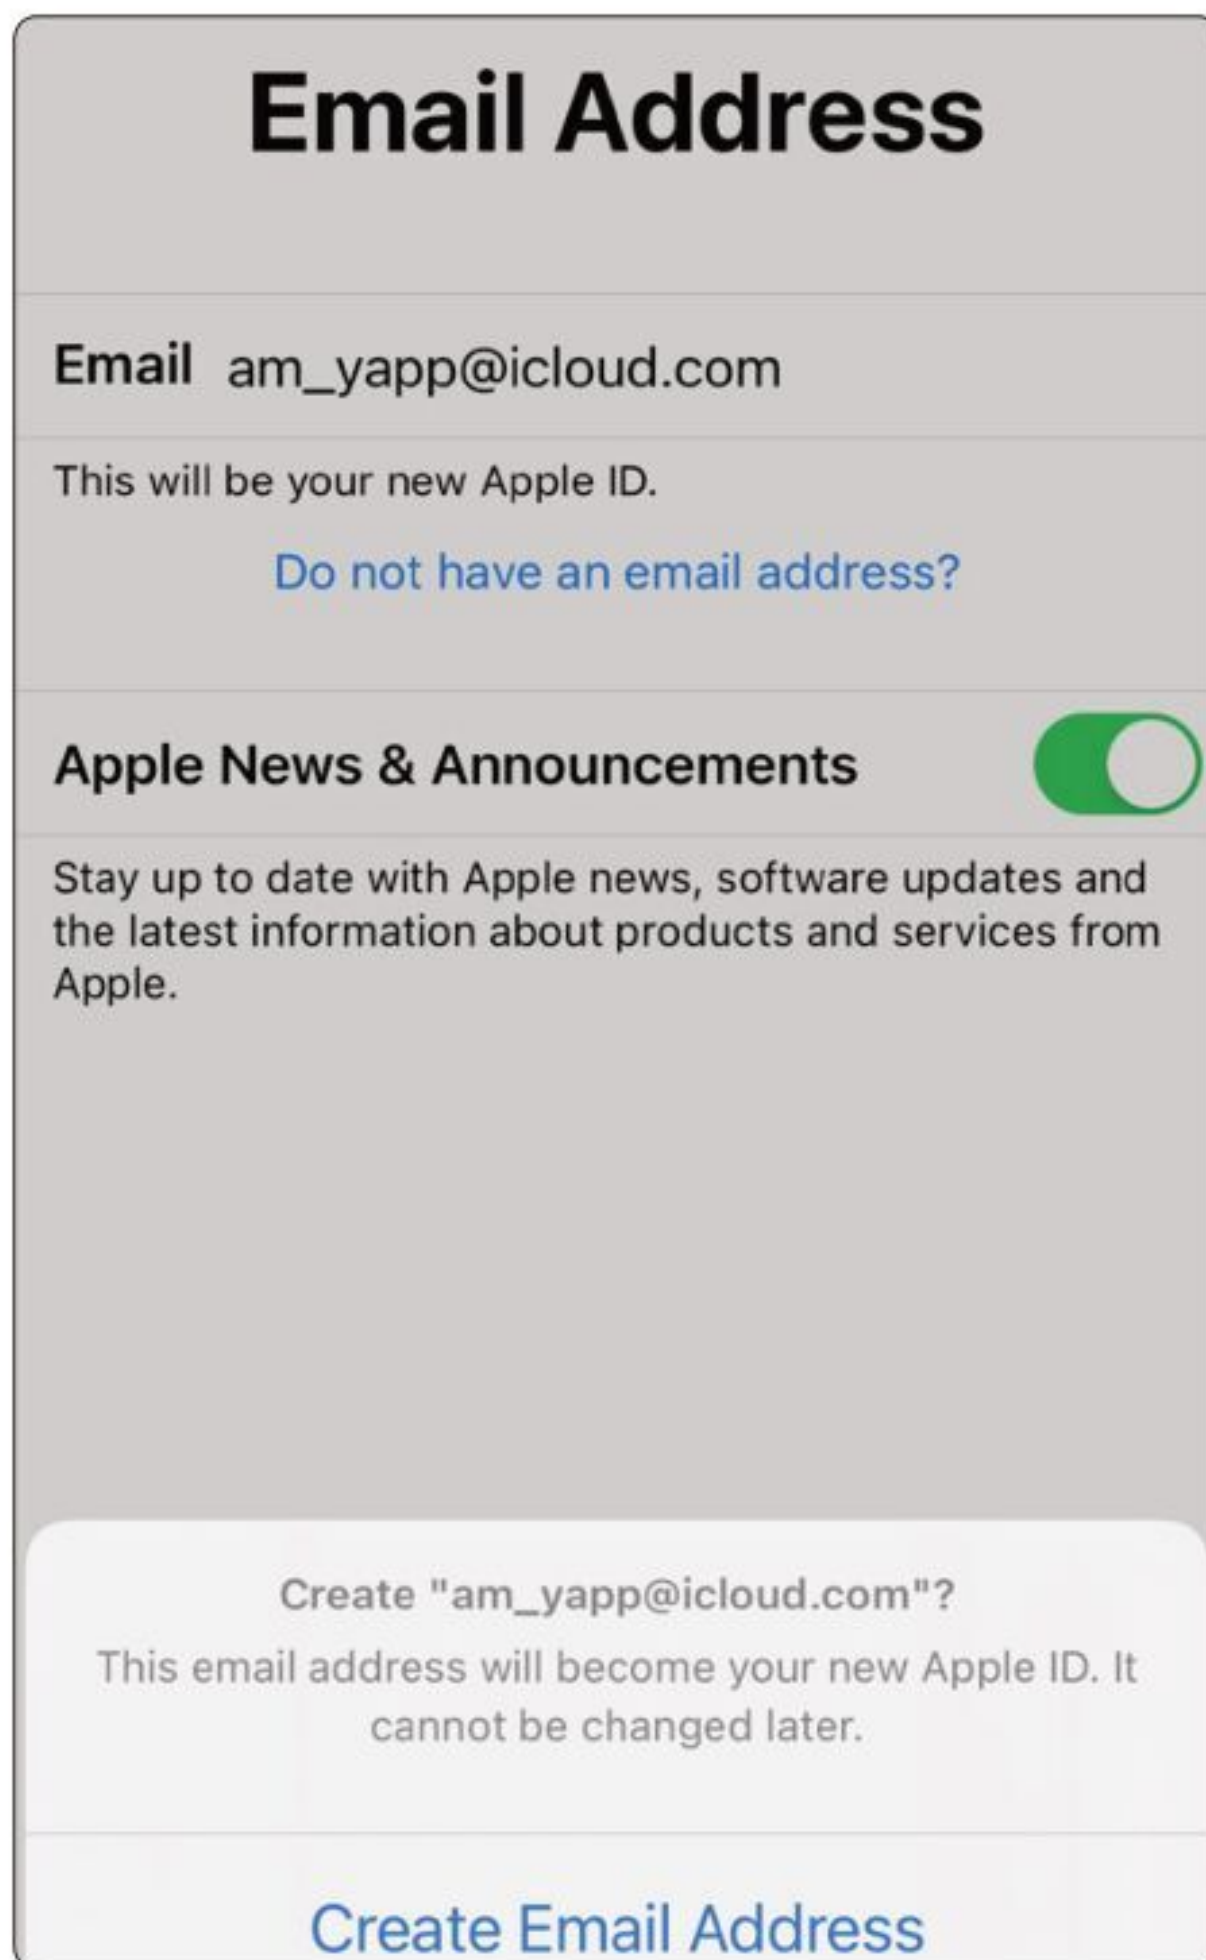 Email Address
Email am_yapp@icloud.com
This will be your new Apple ID.
Do not have an email address?
Apple News & Announcements
Stay up to date with Apple news, software updates and
the latest information about products and services from
Apple.
Create "am_yapp@icloud.com"?
This email address will become your new Apple ID. It
cannot be changed later.
Create Email Address